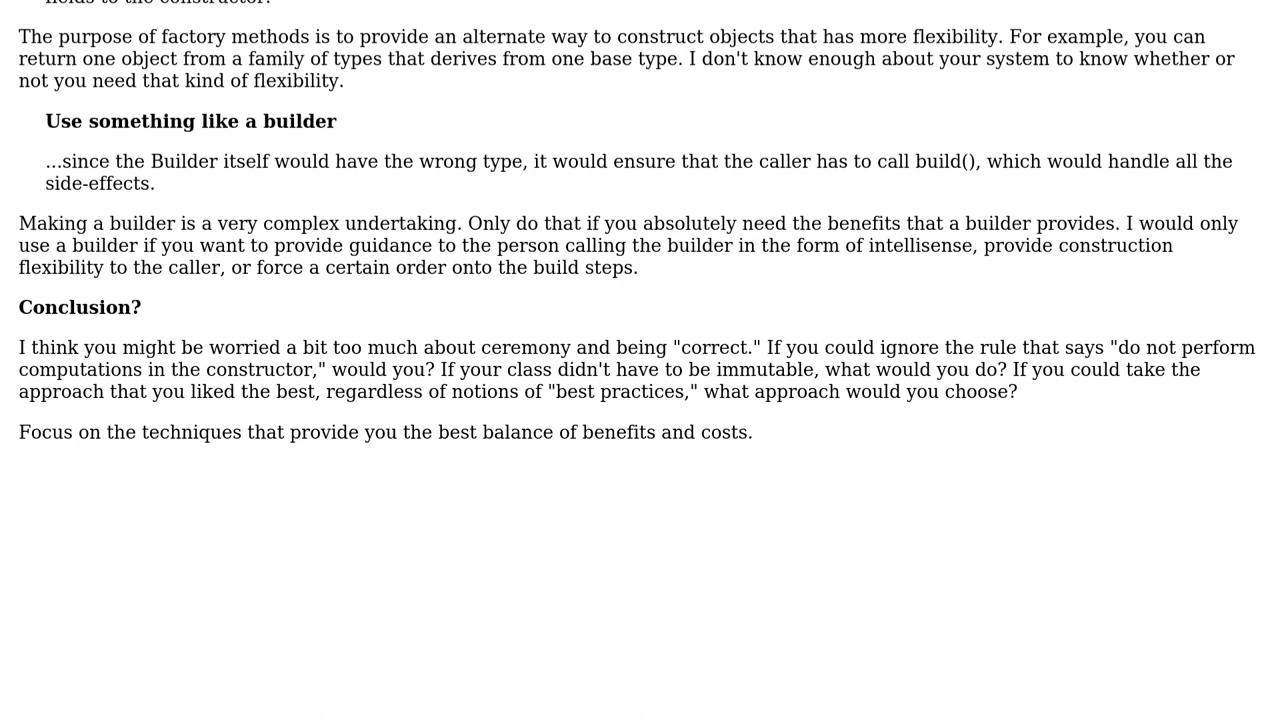 fields to the constructor.
The purpose of factory methods is to provide an alternate way to construct objects that has more flexibility. For example, you can
return one object from a family of types that derives from one base type. I don't know enough about your system to know whether or
not you need that kind of flexibility.
Use something like a builder
...since the Builder itself would have the wrong type, it would ensure that the caller has to call build(), which would handle all the
side-effects.
Making a builder is a very complex undertaking. Only do that if you absolutely need the benefits that a builder provides. I would only
use a builder if you want to provide guidance to the person calling the builder in the form of intellisense, provide construction
flexibility to the caller, or force a certain order onto the build steps.
Conclusion?
I think you might be worried a bit too much about ceremony and being "correct." If you could ignore the rule that says "do not perform
computations in the constructor," would you? If your class didn't have to be immutable, what would you do? If you could take the
approach that you liked the best, regardless of notions of "best practices," what approach would you choose?
Focus on the techniques that provide you the best balance of benefits and costs.